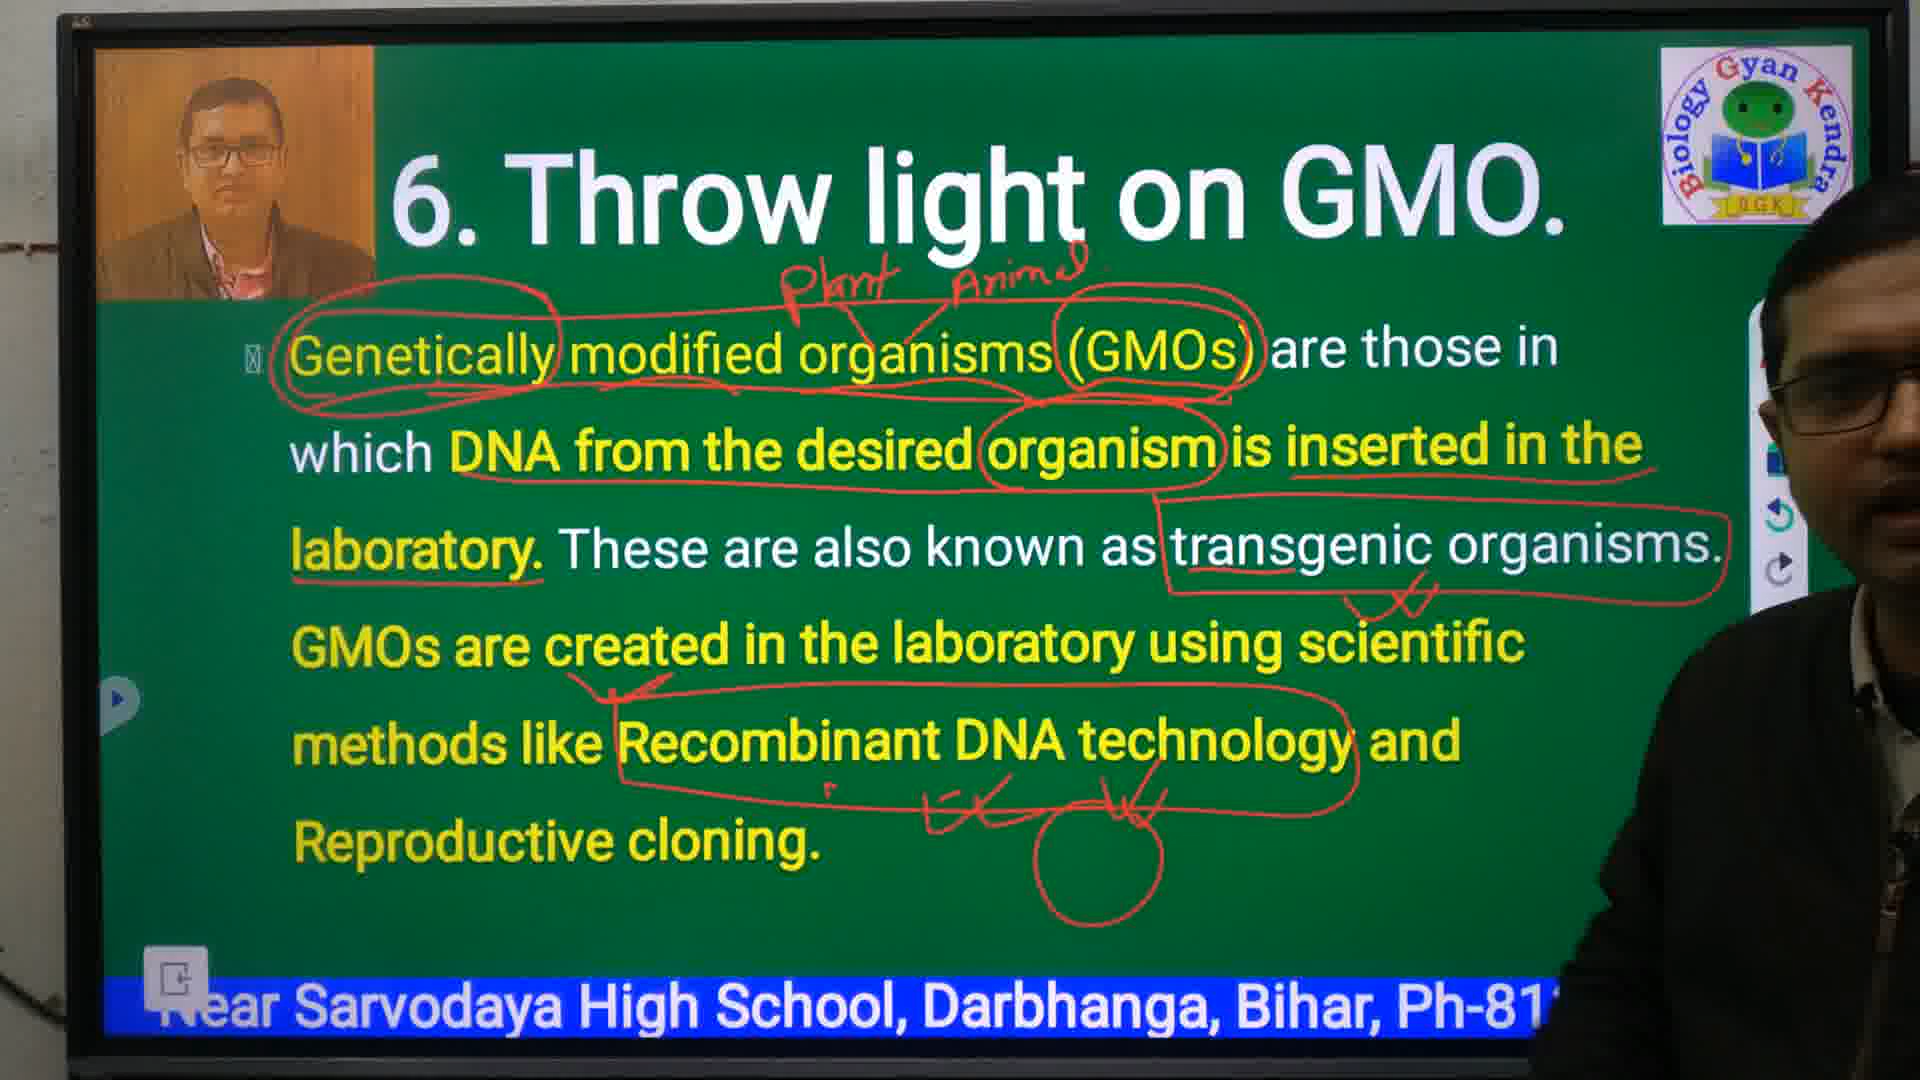 Biology Gyan Kendra
BGK
6. Throw light on GMO.
Plant Animal
Genetically modified organisms (GMOs) are those in
which DNA from the desired organism is inserted in the
laboratory. These are also known as transgenic organisms.
GMOs are created in the laboratory using scientific
methods like Recombinant DNA technology and
Reproductive cloning.
Near Sarvodaya High School, Darbhanga, Bihar, Ph-81